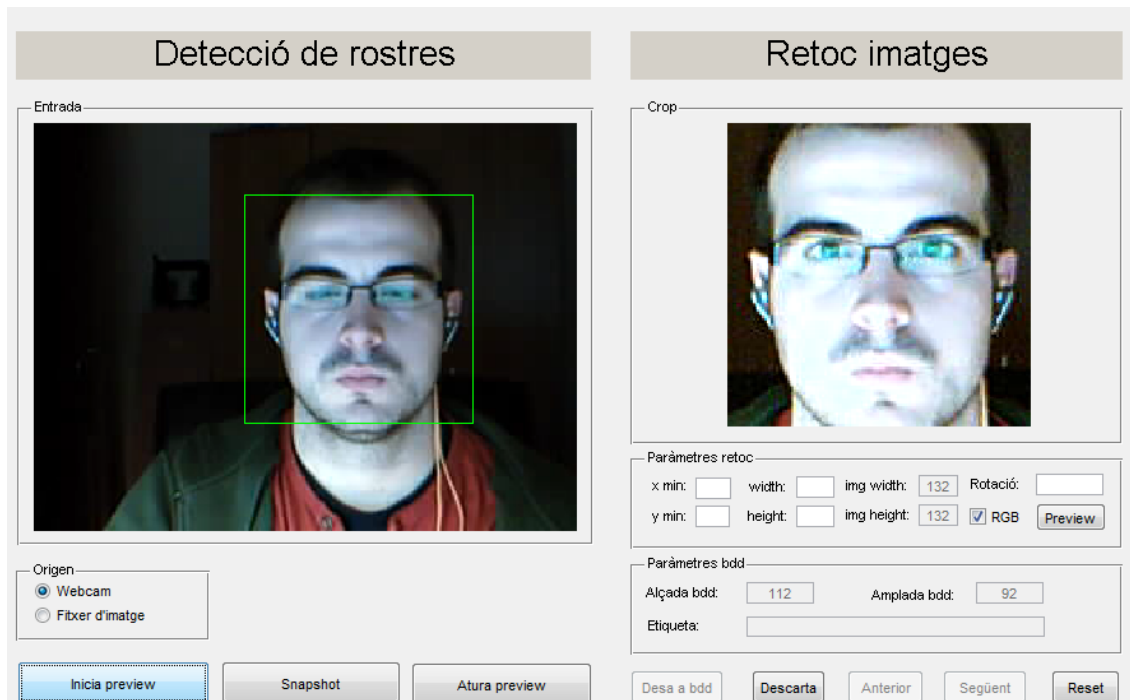 Detecció de rostres
Entrada
Origen
Webcam
Fitxer d'imatge
Inicia preview Snapshot Atura preview
Retoc imatges
Crop
Paràmetres retoc
x min: width: img width: 132 Rotació:
y min: height: img height: 132 RGB Preview
Paràmetres bdd
Alçada bdd: 112 Amplada bdd: 92
Etiqueta:
Desa a bdd Descarta Anterior Següent Reset